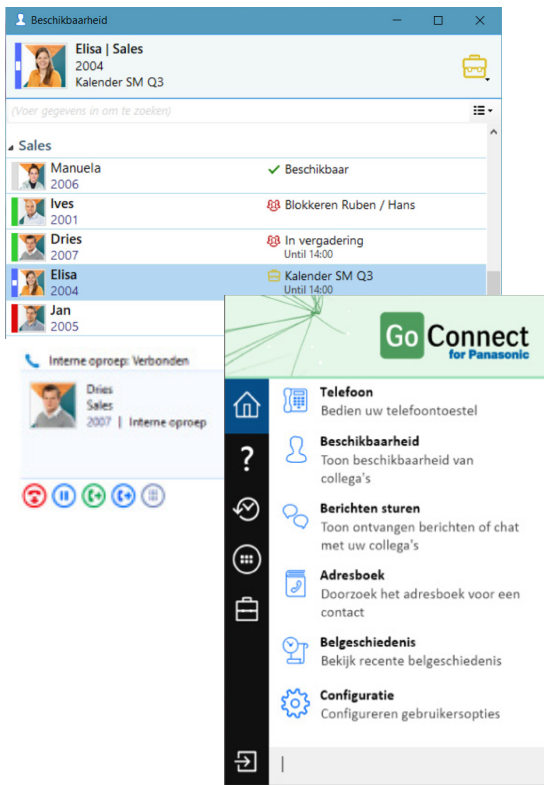 Beschikbaarheid
Elisa | Sales
2004
Kalender SM Q3
(Voer gegevens in om te zoeken)
Sales
Manuela
2006
Beschikbaar
Ives
2001
Blokkeren Ruben / Hans
Dries
2007
In vergadering
Until 14:00
Elisa
2004
Kalender SM Q3
Until 14:00
Jan
2005
Interne oproep: Verbonden
Dries
Sales
2007 | Interne oproep
Go Connect
for Panasonic
Telefoon
Bedien uw telefoontoestel
Beschikbaarheid
Toon beschikbaarheid van
collega's
Berichten sturen
Toon ontvangen berichten of chat
met uw collega's
Adresboek
Doorzoek het adresboek voor een
contact
Belgeschiedenis
Bekijk recente belgeschiedenis
Configuratie
Configureren gebruikersopties